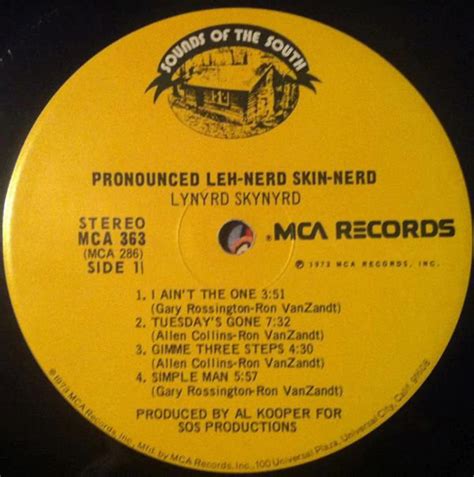 SOUNDS OF THE SOUTH
PRONOUNCED LEH-NERD SKIN-NERD
LYNYRD SKYNYRD
STEREO
MCA 363
(MCA 286)
SIDE 1
MCA RECORDS
℗ 1973 MCA RECORDS, INC.
1. I AIN'T THE ONE 3:51
(Gary Rossington-Ron VanZandt)
2. TUESDAY'S GONE 7:32
(Allen Collins-Ron VanZandt)
3. GIMME THREE STEPS 4:30
(Allen Collins-Ron VanZandt)
4. SIMPLE MAN 5:57
(Gary Rossington-Ron VanZandt)
PRODUCED BY AL KOOPER FOR
SOS PRODUCTIONS
©1973 MCA Records, Inc. Mfd. by MCA Records, Inc., 100 Universal Plaza, Universal City, Calif.